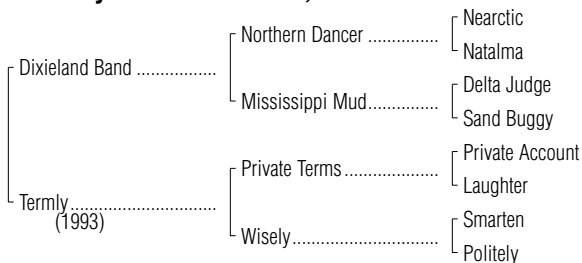 Nearctic
Northern Dancer ...............
Natalma
Dixieland Band .................
Delta Judge
Mississippi Mud...............
Sand Buggy
Private Account
Private Terms....................
Laughter
Termly...............................
(1993)
Smarten
Wisely...............................
Politely